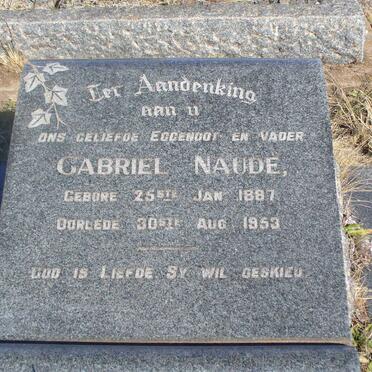 Ter Aandenking
aan u
ONS GELIEFDE EGGENOOT EN VADER
GABRIEL NAUDE,
GEBORE 25STE JAN 1887
OORLEDE 30STE AUG 1953
GOD IS LIEFDE SY WIL GESKIED